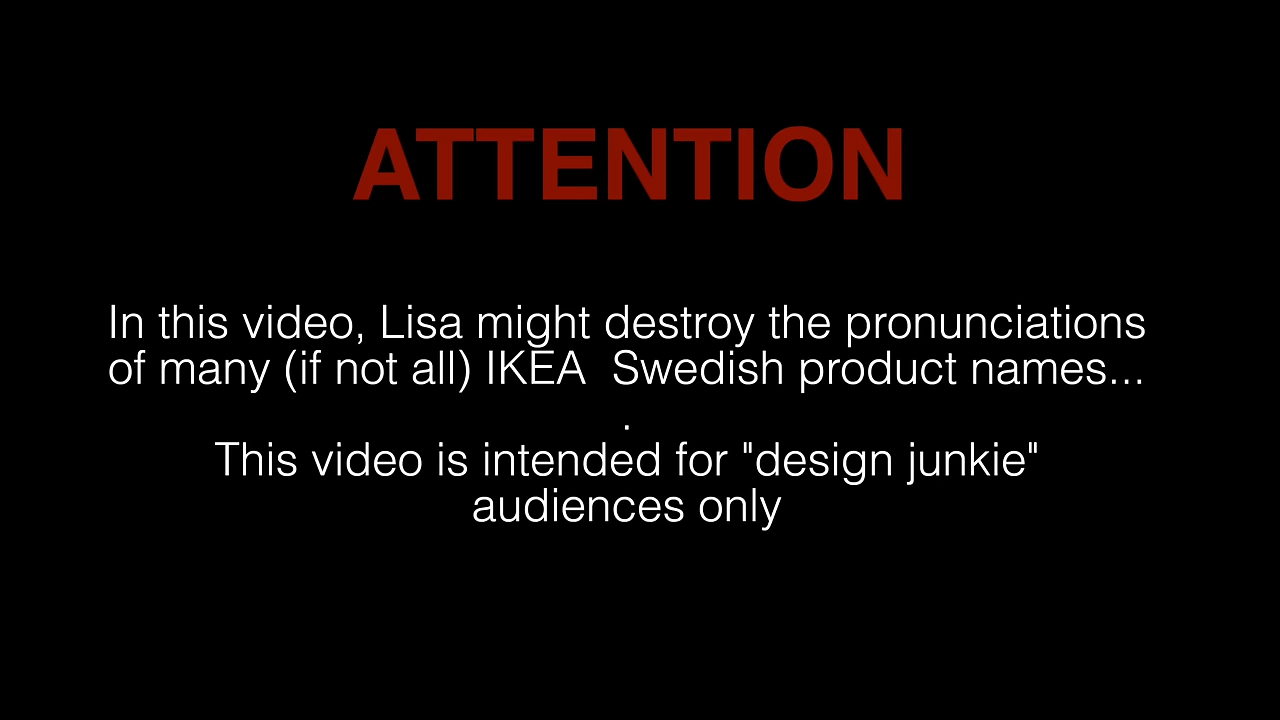 ATTENTION
In this video, Lisa might destroy the pronunciations
of many (if not all) IKEA  Swedish product names...
.
This video is intended for "design junkie"
audiences only